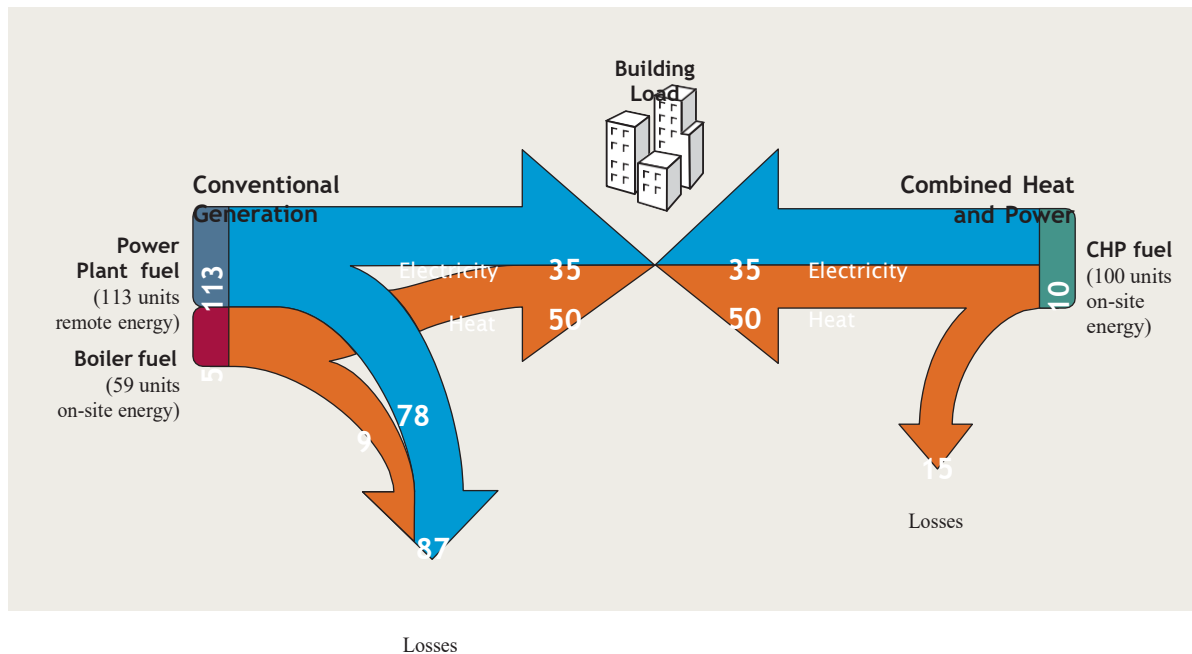 Building
Load
Conventional
Generation
Combined Heat
and Power
Power
Plant fuel
(113 units
remote energy)
113
Boiler fuel
(59 units
on-site energy)
5
Electricity
35
Heat
50
35
Electricity
50
Heat
10
CHP fuel
(100 units
on-site
energy)
78
9
87
15
Losses
Losses